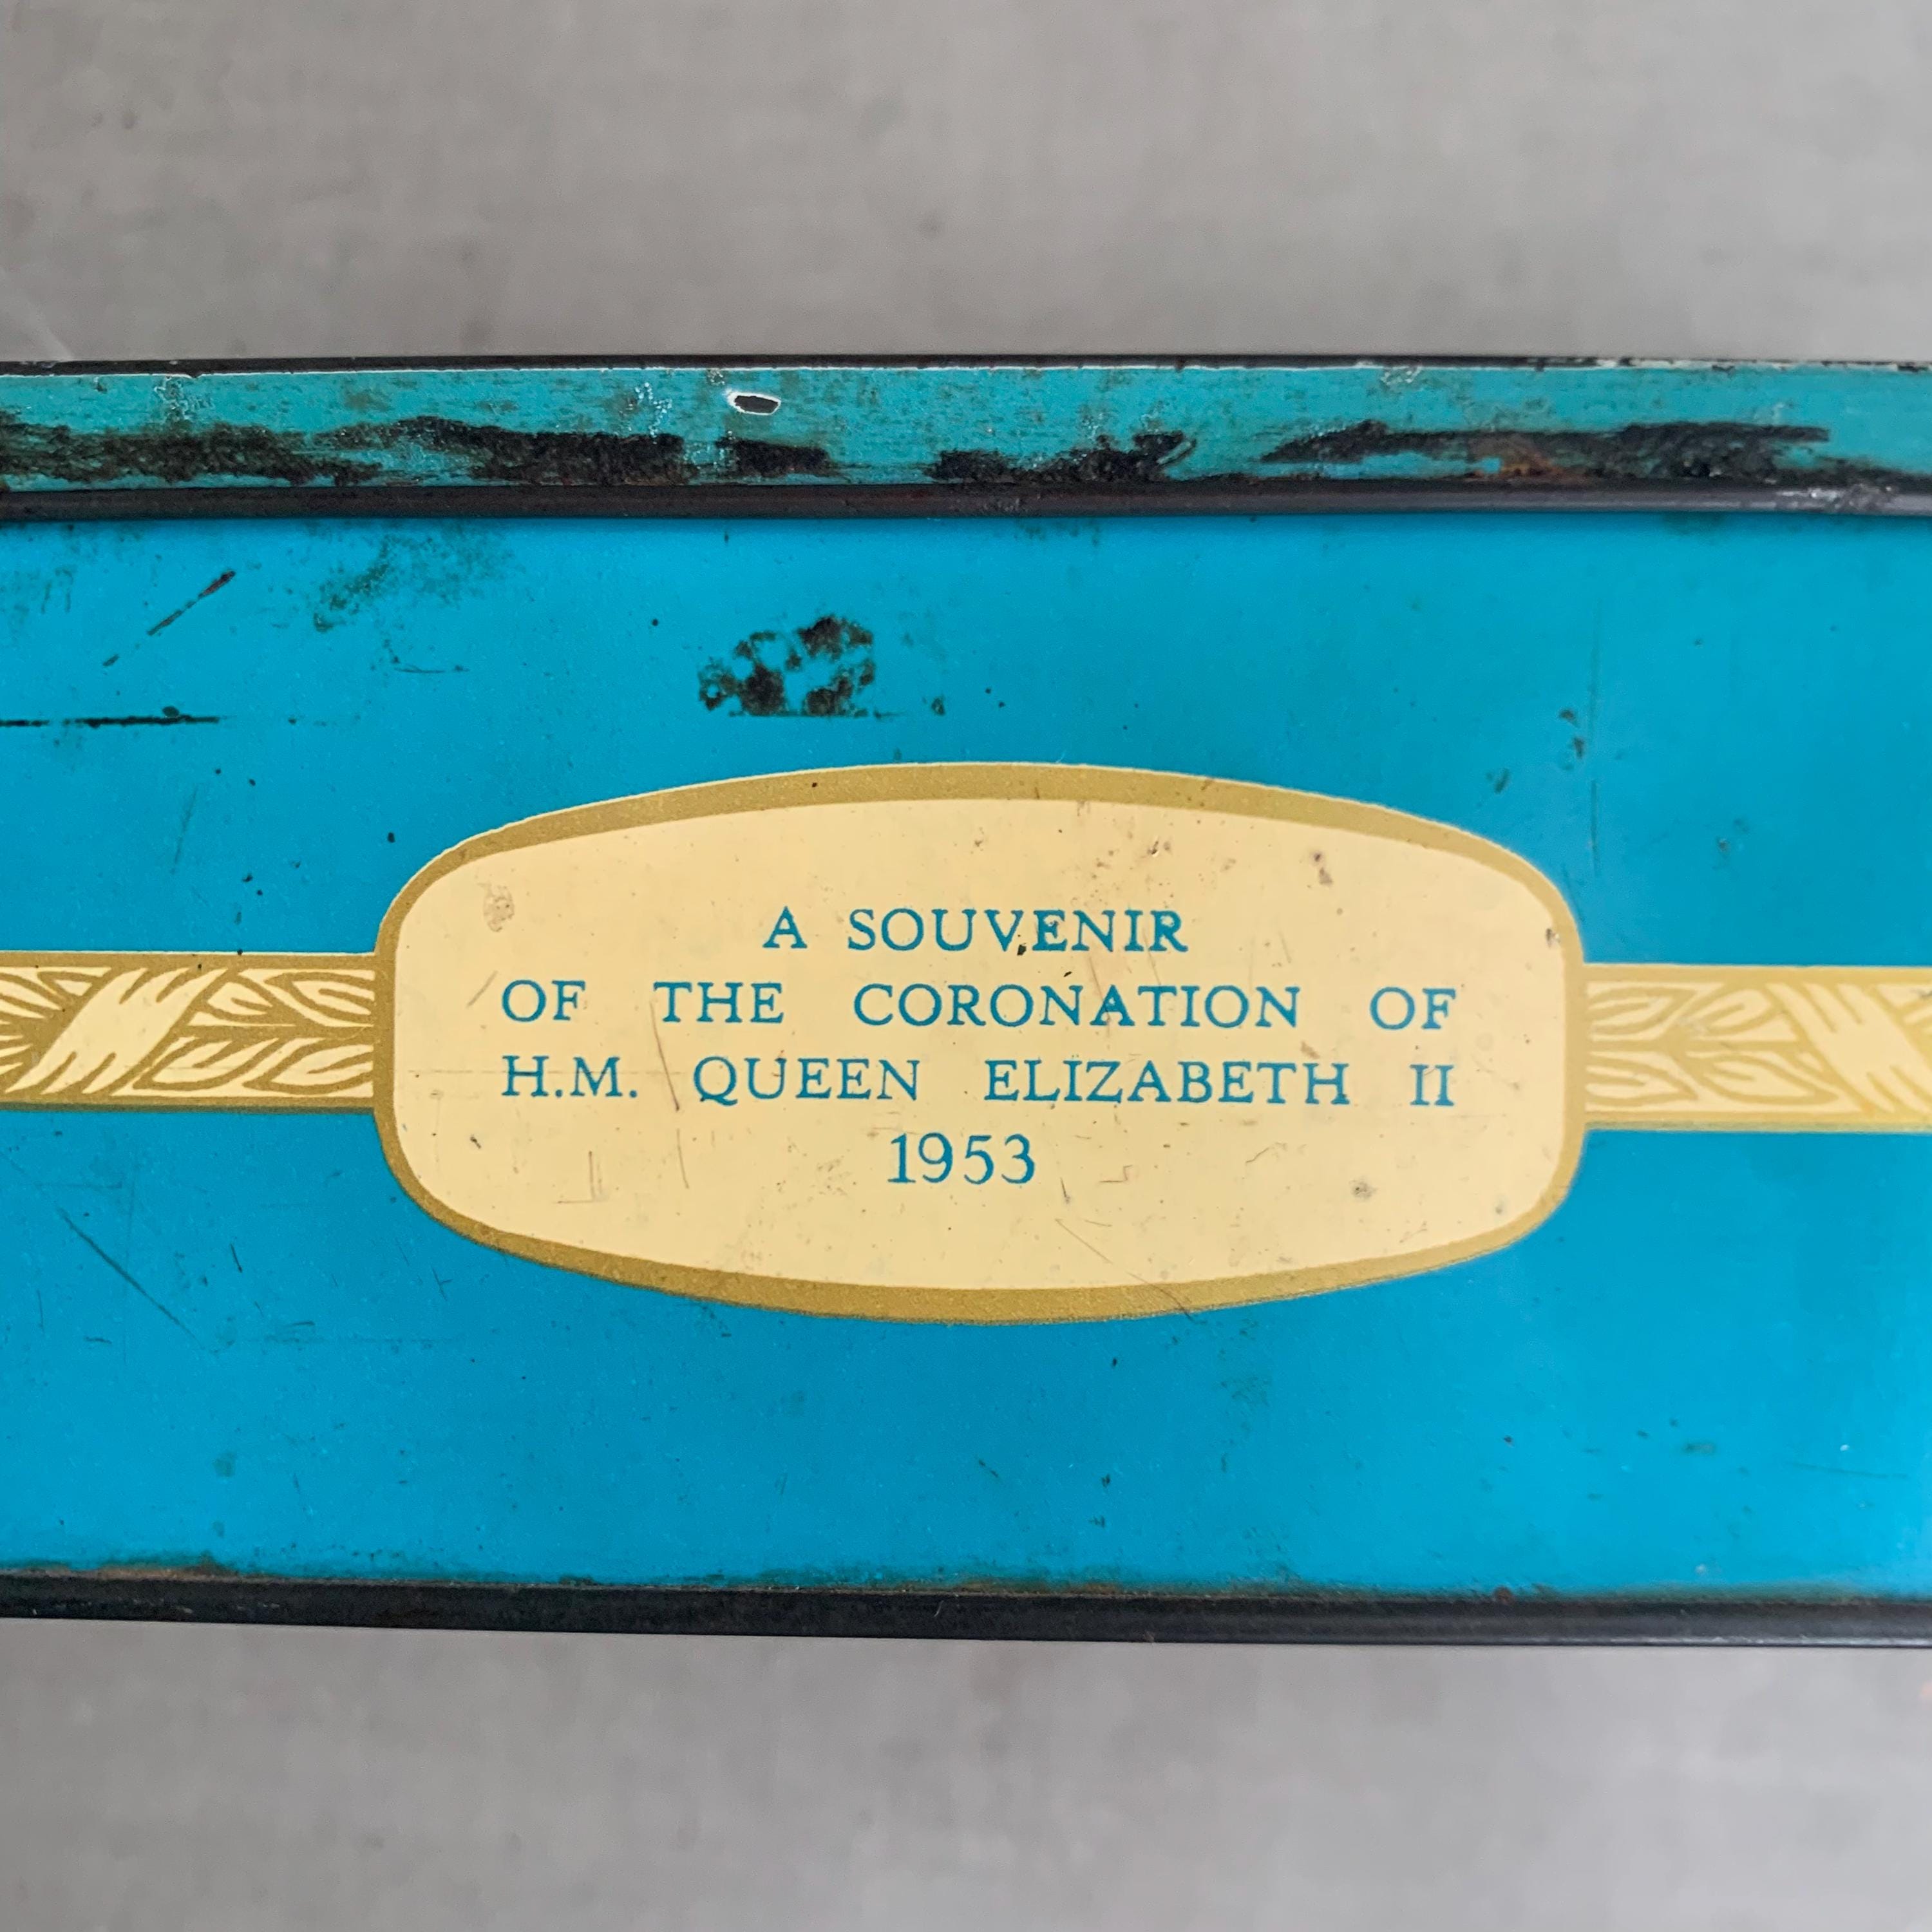 A SOUVENIR
OF THE CORONATION OF
H.M. QUEEN ELIZABETH II
1953